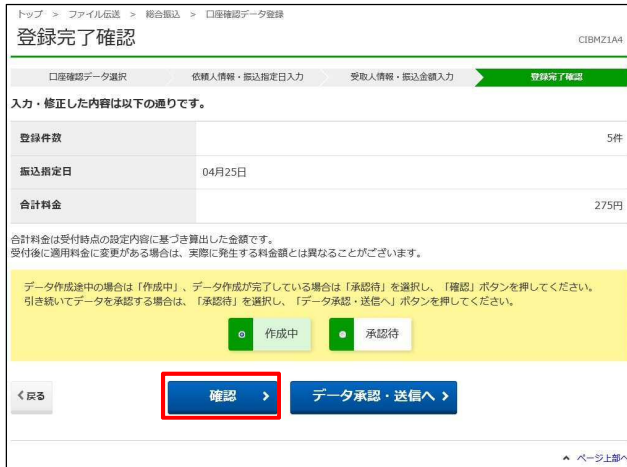 トップ > ファイル伝送 > 総合振込 > 口座確認データ登録
登録完了確認
CIBMZ1A4
口座確認データ選択 依頼人情報・振込指定日入力 受取人情報・振込金額入力 登録完了確認
入力・修正した内容は以下の通りです。
登録件数 5件
振込指定日 04月25日
合計料金 275円
合計料金は受付時点の設定内容に基づき算出した金額です。
受付後に適用料金に変更がある場合は、実際に発生する料金額とは異なることがございます。
データ作成途中の場合は「作成中」、データ作成が完了している場合は「承認待」を選択し、「確認」ボタンを押してください。
引き続いてデータを承認する場合は、「承認待」を選択し、「データ承認・送信へ」ボタンを押してください。
作成中 承認待
戻る 確認 データ承認・送信へ
ページ上部へ